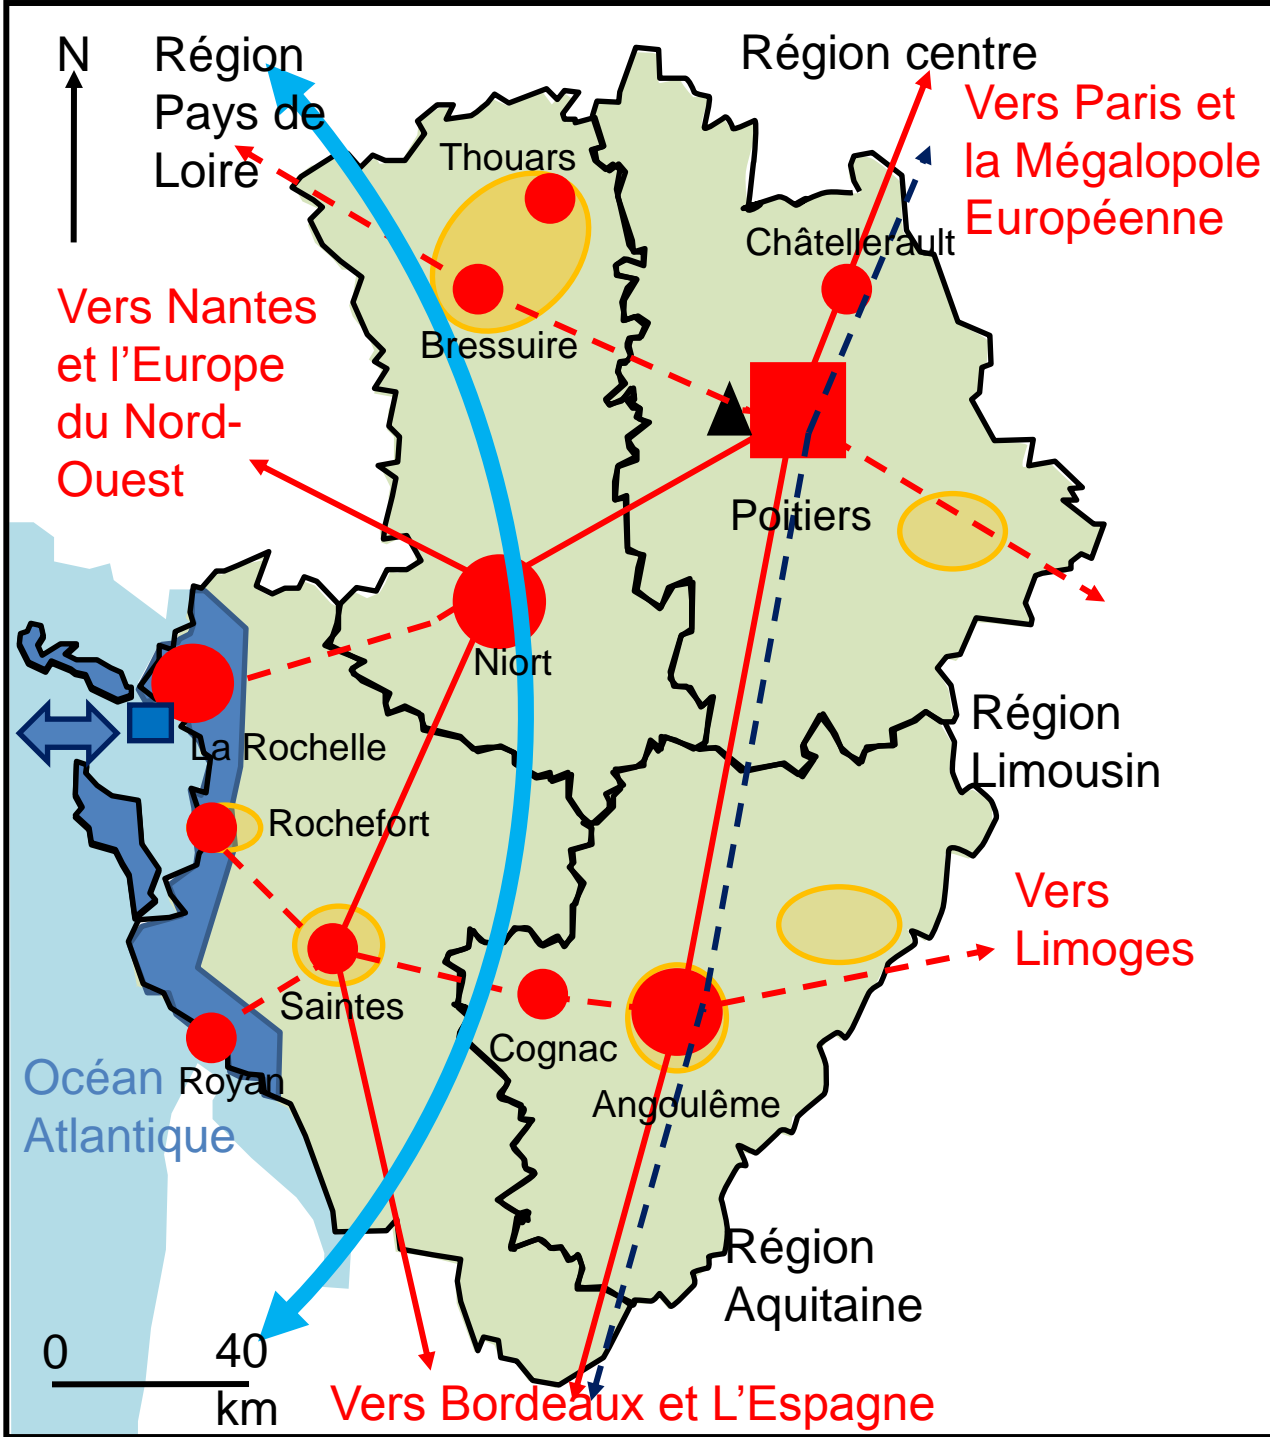 N
Région
Pays de
Loire
Région centre
Vers Paris et
la Mégalopole
Européenne
Thouars
Châtellerault
Vers Nantes
et l’Europe
du Nord-
Ouest
Bressuire
Poitiers
Niort
Région
Limousin
La Rochelle
Rochefort
Vers
Limoges
Saintes
Cognac
Angoulême
Océan
Atlantique
Royan
Région
Aquitaine
0
40
km
Vers Bordeaux et L’Espagne